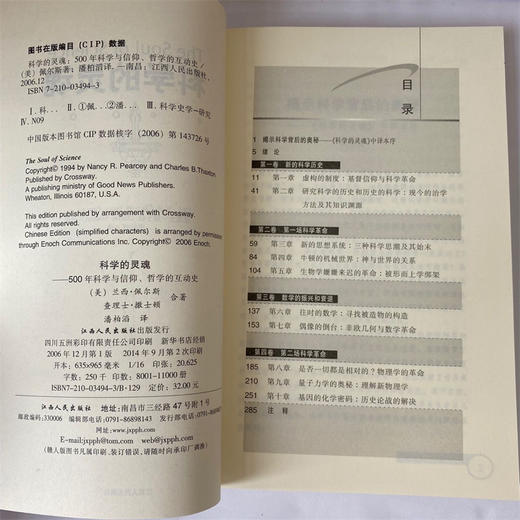 图书在版编目（CIP）数据
科学的灵魂：500年科学与信仰、哲学的互动史/
（美）佩尔斯著；潘柏滔译.—南昌：江西人民出版社，
2006.12
ISBN 7-210-03494-3
Ⅰ.科… Ⅱ.①佩…②潘… Ⅲ.科学史学—研究
Ⅳ.N09
中国版本图书馆CIP数据核字（2006）第143726号
The Soul of Science
Copyright©1994 by Nancy R. Pearcey and Charles B.Thaxton.
Published by Crossway.
A publishing ministry of Good News Publishers.
Wheaton, Illinois 60187, U.S.A.
This edition published by arrangement with Crossway.
All rights reserved.
Chinese Edition (simplified characters) is arranged
through Enoch Communications Inc. Copyright © 2006 Enoch.
科学的灵魂
——500年科学与信仰、哲学的互动史
（美）兰西·佩尔斯
查理士·撒士顿 合著
潘柏滔 译
江西人民出版社出版发行
四川五洲彩印有限责任公司印刷 新华书店经销
2006年12月第1版 2014年9月第2次印刷
开本：635×965毫米 1/16 印张：20.625
字数：250千 印数：8001-11000册
ISBN7-210-03494-3/B·129 定价：32.00元
江西人民出版社 地址：南昌市三经路47号附1号
邮政编码：330006 传真电话：0791-86898143 发行部：0791-
www.jxpph.com
E-mail:jxpph@tom.com web@jxpph.com
（赣人版图书凡属印刷、装订错误，请随时向承印厂调换）
目
录
1 揭示科学背后的奥秘——《科学的灵魂》中译本序
5 绪论
第一卷 新的科学历史
11 第一章 虚构的制度：基督信仰与科学革命
41 第二章 研究科学的历史和历史的科学：现今的治学
方法及其知识渊源
第二卷 第一场科学革命
59 第三章 新的思想系统：三种科学思潮及其始末
84 第四章 牛顿的机械世界：神与世界的关系
104 第五章 生物学姗姗来迟的革命：被形而上学绑架
第三卷 数学的振兴和衰退
137 第六章 往时的数学：寻找被造物的构造
153 第七章 偶像的倒台：非欧几何与数学革命
第四卷 第二场科学革命
185 第八章 是否一切都是相对的？物理学的革命
210 第九章 量子力学的奥秘：理解新物理学
251 第十章 基因的化学密码：历史论战的解决
285 注释